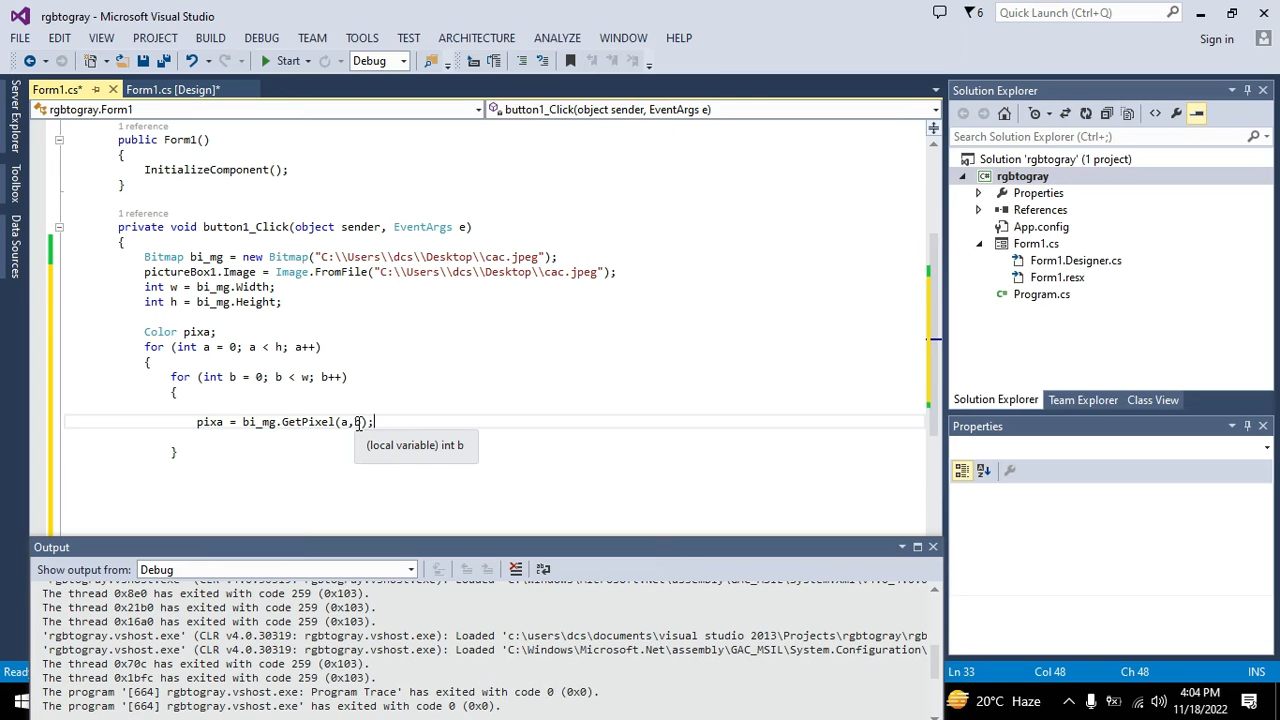 rgbtogray - Microsoft Visual Studio
6
Quick Launch (Ctrl+Q)
FILE EDIT VIEW PROJECT BUILD DEBUG TEAM TOOLS TEST ARCHITECTURE ANALYZE WINDOW HELP
Sign in
Start
Debug
Server Explorer
Toolbox
Data Sources
Form1.cs*
Form1.cs [Design]*
rgbtogray.Form1
button1_Click(object sender, EventArgs e)
1 reference
public Form1()
{
InitializeComponent();
}
1 reference
private void button1_Click(object sender, EventArgs e)
{
Bitmap bi_mg = new Bitmap("C:\\Users\\dcs\\Desktop\\cac.jpeg");
pictureBox1.Image = Image.FromFile("C:\\Users\\dcs\\Desktop\\cac.jpeg");
int w = bi_mg.Width;
int h = bi_mg.Height;
Color pixa;
for (int a = 0; a < h; a++)
{
for (int b = 0; b < w; b++)
{
pixa = bi_mg.GetPixel(a,b);
(local variable) int b
}
Solution Explorer
Search Solution Explorer (Ctrl+;)
Solution 'rgbtogray' (1 project)
rgbtogray
Properties
References
App.config
Form1.cs
Form1.Designer.cs
Form1.resx
Program.cs
Solution Explorer Team Explorer Class View
Properties
Output
Show output from: Debug
The thread 0x8e0 has exited with code 259 (0x103).
The thread 0x21b0 has exited with code 259 (0x103).
The thread 0x16a0 has exited with code 259 (0x103).
'rgbtogray.vshost.exe' (CLR v4.0.30319: rgbtogray.vshost.exe): Loaded 'c:\users\dcs\documents\visual studio 2013\Projects\rgbtogray\rgb
'rgbtogray.vshost.exe' (CLR v4.0.30319: rgbtogray.vshost.exe): Loaded 'C:\Windows\Microsoft.Net\assembly\GAC_MSIL\System.Configuration\
The thread 0x70c has exited with code 259 (0x103).
The thread 0x1bfc has exited with code 259 (0x103).
The program '[664] rgbtogray.vshost.exe: Program Trace' has exited with code 0 (0x0).
The program '[664] rgbtogray.vshost.exe' has exited with code 0 (0x0).
Ready
Ln 33
Col 48
Ch 48
INS
20°C Haze
4:04 PM
11/18/2022